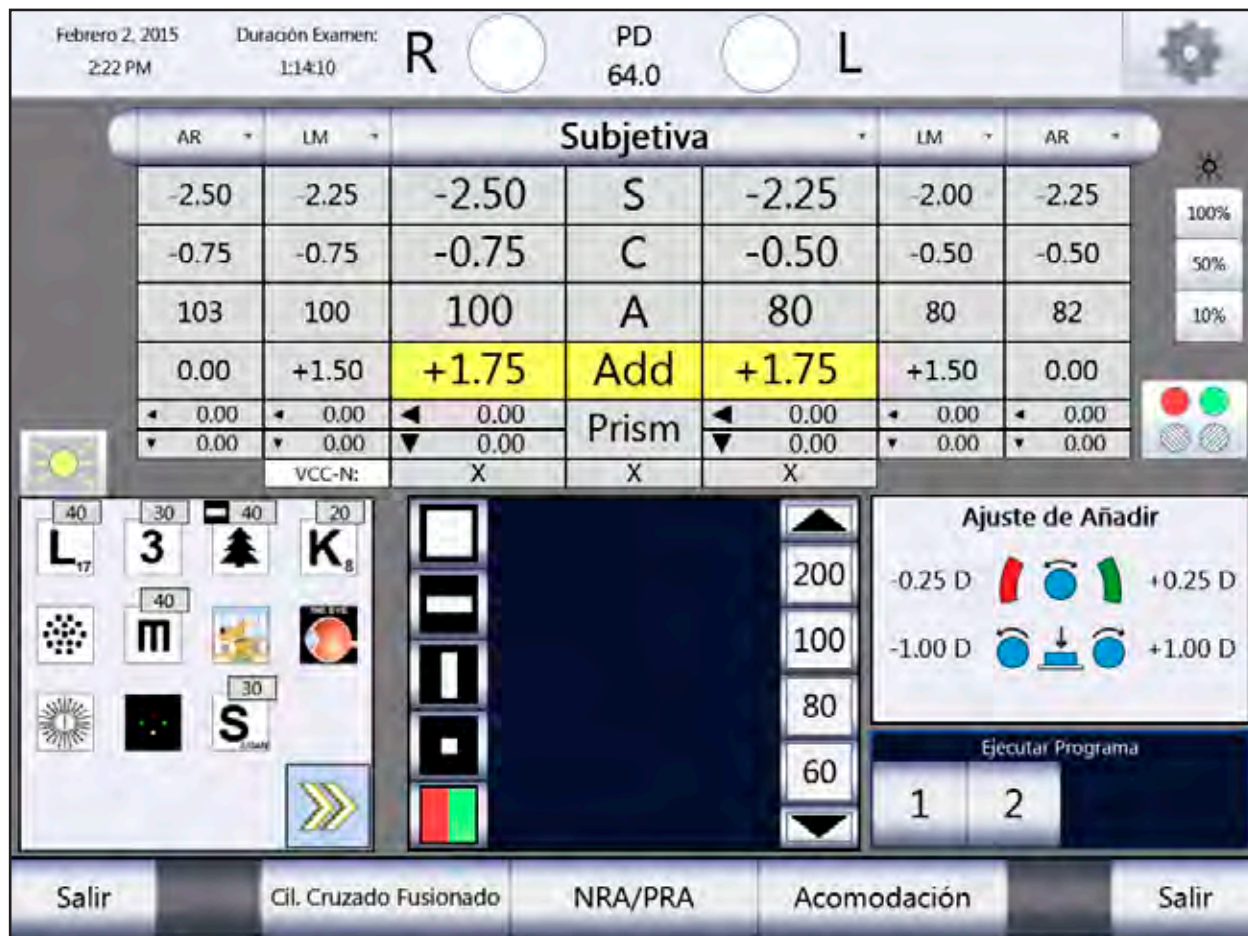 Febrero 2, 2015 Duración Examen: R PD L
2:22 PM 1:14:10 64.0
AR LM Subjetiva LM AR
-2.50 -2.25 -2.50 S -2.25 -2.00 -2.25
-0.75 -0.75 -0.75 C -0.50 -0.50 -0.50
103 100 100 A 80 80 82
0.00 +1.50 +1.75 Add +1.75 +1.50 0.00
0.00 0.00 0.00 Prism 0.00 0.00 0.00
0.00 0.00 0.00 0.00 0.00 0.00
VCC-N: X X X
100%
50%
10%
40 30 40 20
L 17 3 K 8
40
m
THE EYE
30
S
200
100
80
60
Ajuste de Añadir
-0.25 D +0.25 D
-1.00 D +1.00 D
Ejecutar Programa
1 2
Salir Cil. Cruzado Fusionado NRA/PRA Acomodación Salir